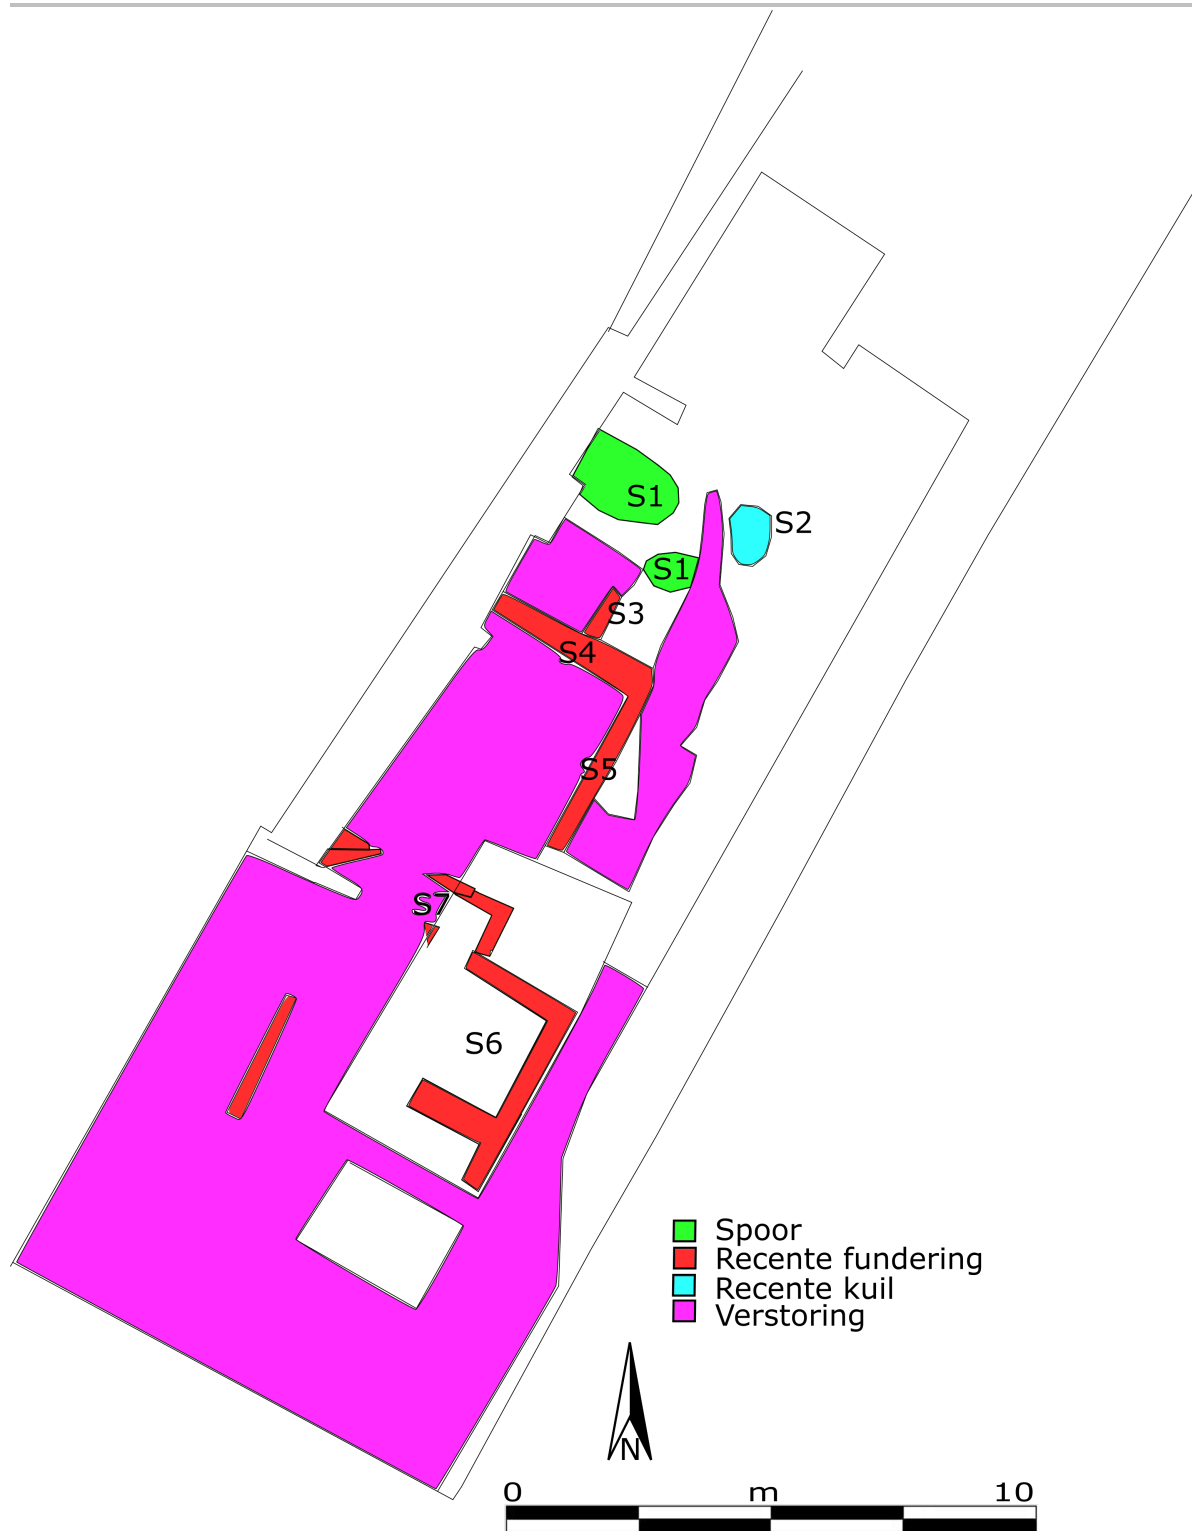 S1
S2
S1
S3
S4
S5
S7
S6
Spoor
Recente fundering
Recente kuil
Verstoring
N
0 m 10